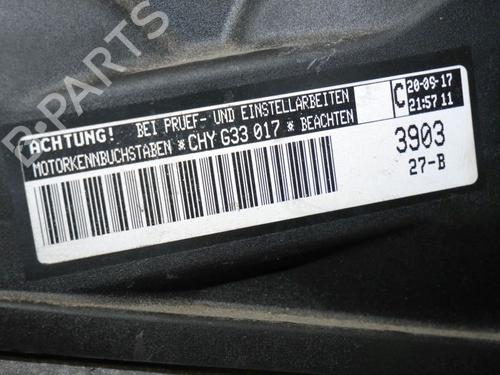 B-PARTS
ACHTUNG! BEI PRUEF- UND EINSTELLARBEITEN
MOTORKENNBUCHSTABEN *CHY G33 017* BEACHTEN
C
20-09-17
21:57 11
3903
27-B